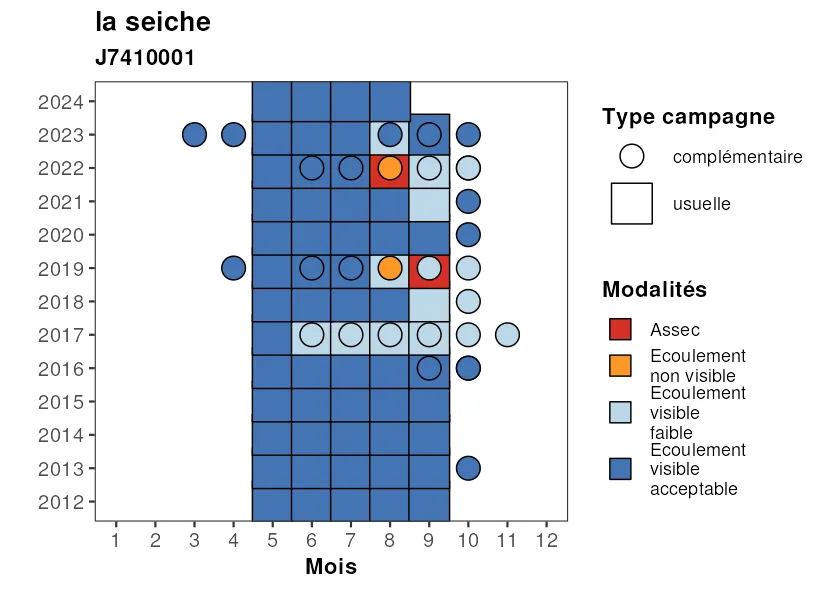 la seiche
J7410001
2024
2023
2022
2021
2020
2019
2018
2017
2016
2015
2014
2013
2012
1 2 3 4 5 6 7 8 9 10 11 12
Mois
Type campagne
complémentaire
usuelle
Modalités
Assec
Ecoulement
non visible
Ecoulement
visible
faible
Ecoulement
visible
acceptable